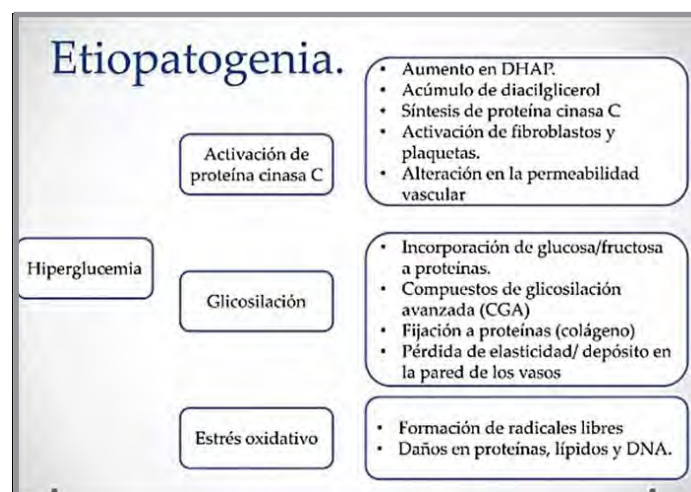 Etiopatogenia.
Hiperglucemia
Activación de
proteína cinasa C
• Aumento en DHAP.
• Acúmulo de diacilglicerol
• Síntesis de proteína cinasa C
• Activación de fibroblastos y
plaquetas.
• Alteración en la permeabilidad
vascular
Glicosilación
• Incorporación de glucosa/fructosa
a proteínas.
• Compuestos de glicosilación
avanzada (CGA)
• Fijación a proteínas (colágeno)
• Pérdida de elasticidad/ depósito en
la pared de los vasos
Estrés oxidativo
• Formación de radicales libres
• Daños en proteínas, lípidos y DNA.